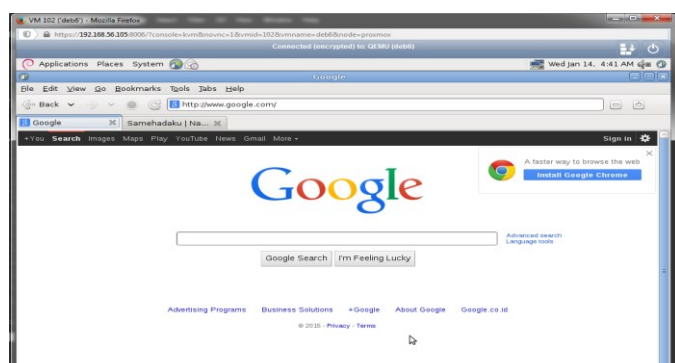 VM 102 ('deb6') - Mozilla Firefox
https://192.168.56.105:8006/?console=kvm&novnc=1&vmid=102&vmname=deb6&node=proxmox
Connected (encrypted) to: QEMU (deb6)
Applications Places System Wed Jan 14, 4:41 AM
Google
File Edit View Go Bookmarks Tools Tabs Help
Back http://www.google.com/
Google Samehadaku | Na...
+You Search Images Maps Play YouTube News Gmail More Sign in
A faster way to browse the web
Install Google Chrome
Google
Advanced search
Language tools
Google Search I'm Feeling Lucky
Advertising Programs Business Solutions +Google About Google Google.co.id
© 2015 - Privacy - Terms